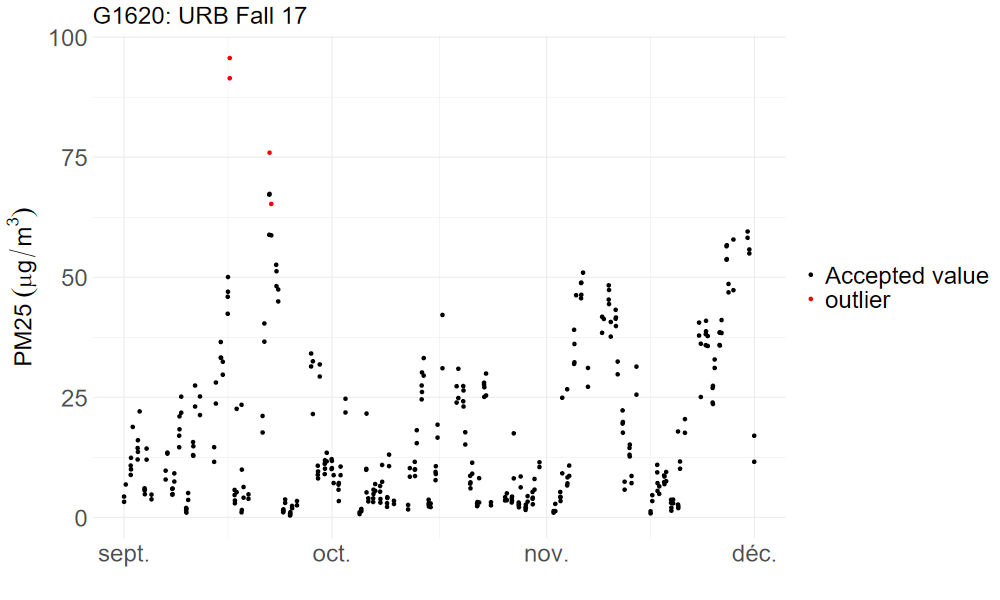 G1620: URB Fall 17
100
75
50
25
0
PM25 (μg/m³)
sept.
oct.
nov.
déc.
Accepted value
outlier